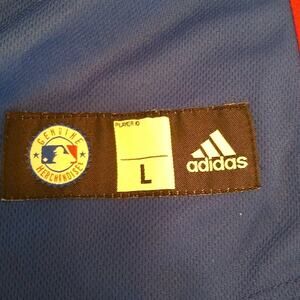 GENUINE
MERCHANDISE
L
adidas